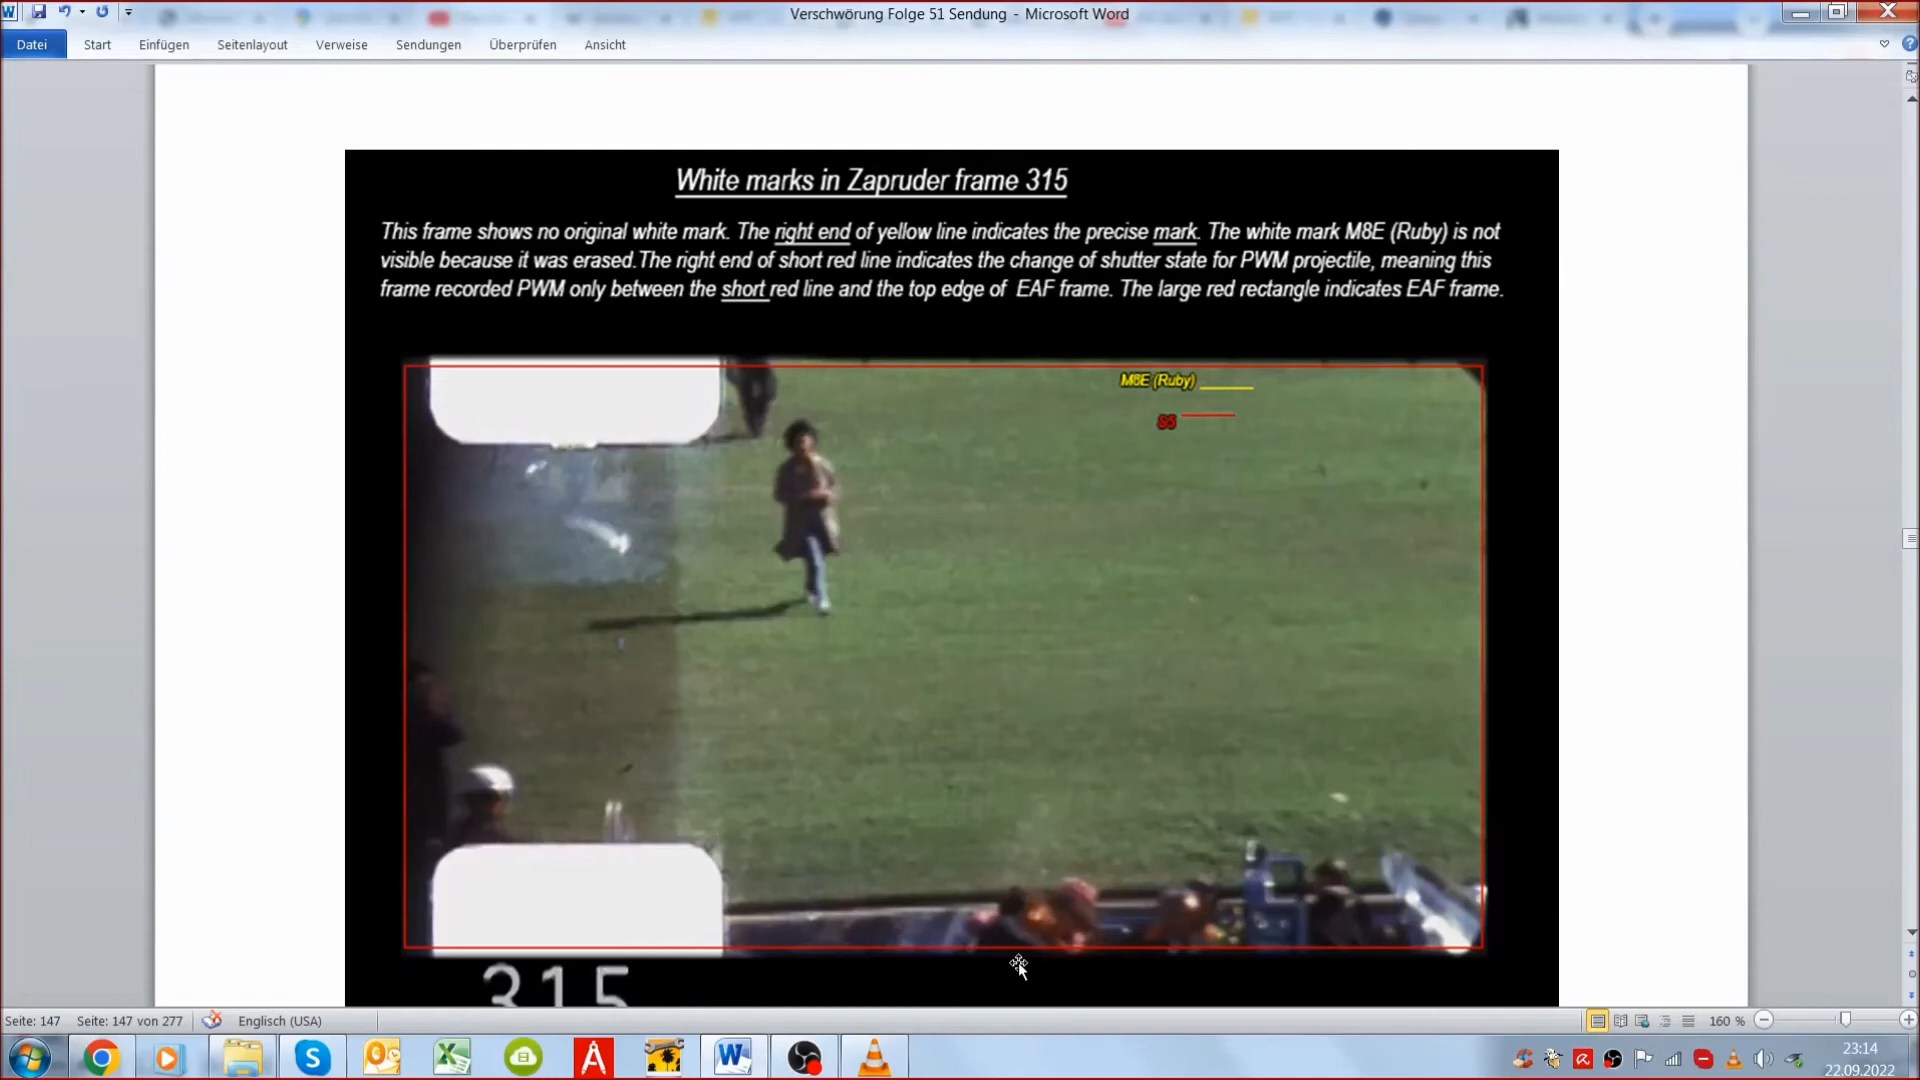 Verschwörung Folge 51 Sendung - Microsoft Word
Datei Start Einfügen Seitenlayout Verweise Sendungen Überprüfen Ansicht
White marks in Zapruder frame 315
This frame shows no original white mark. The right end of yellow line indicates the precise mark. The white mark M8E (Ruby) is not
visible because it was erased.The right end of short red line indicates the change of shutter state for PWM projectile, meaning this
frame recorded PWM only between the short red line and the top edge of EAF frame. The large red rectangle indicates EAF frame.
M8E (Ruby)
S5
315
Seite: 147 Seite: 147 von 277 Englisch (USA) 160 %
23:14
22.09.2022